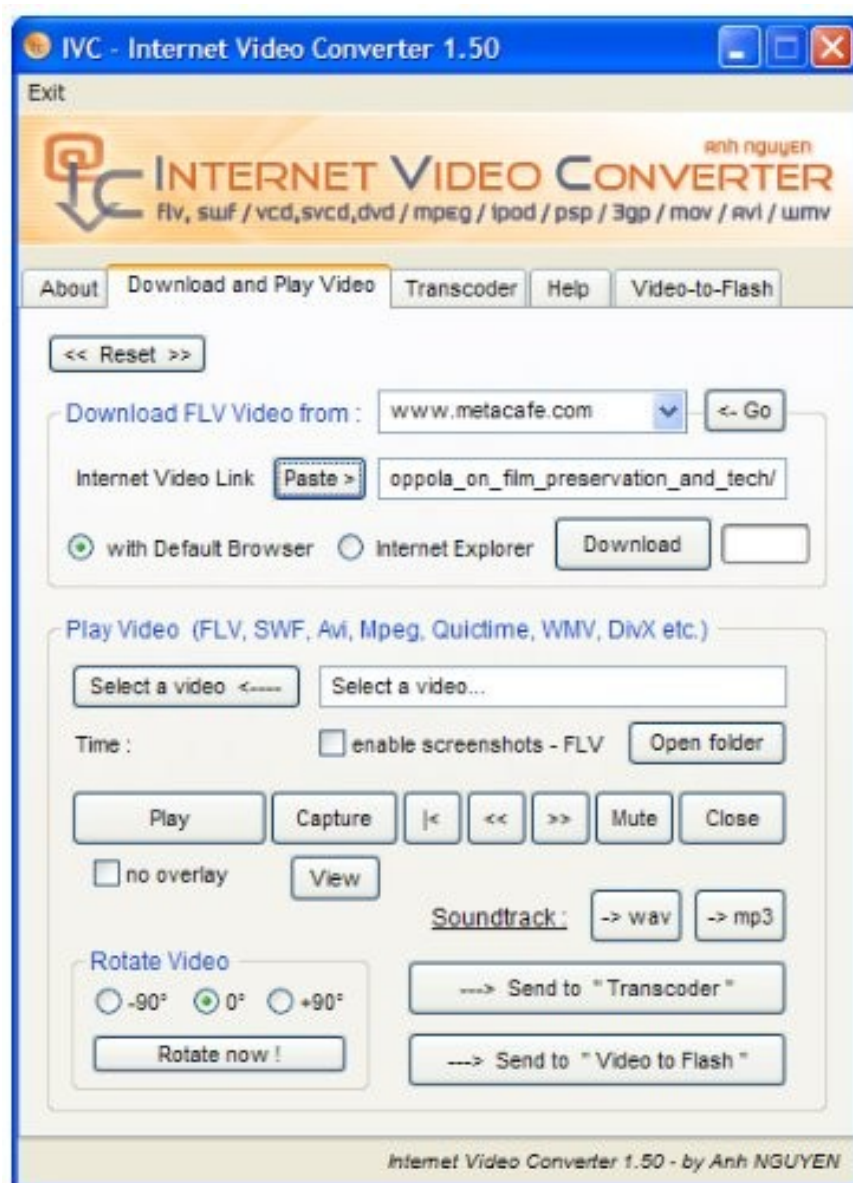 IVC - Internet Video Converter 1.50
Exit
anh nguyen
INTERNET VIDEO CONVERTER
flv, swf / vcd,svcd,dvd / mpeg / ipod / psp / 3gp / mov / avi / wmv
About Download and Play Video Transcoder Help Video-to-Flash
<< Reset >>
Download FLV Video from : www.metacafe.com <- Go
Internet Video Link Paste > oppola_on_film_preservation_and_tech/
with Default Browser Internet Explorer Download
Play Video (FLV, SWF, Avi, Mpeg, Quictime, WMV, DivX etc.)
Select a video <---- Select a video...
Time : enable screenshots - FLV Open folder
Play Capture |< << >> Mute Close
no overlay View
Soundtrack : -> wav -> mp3
Rotate Video
-90° 0° +90°
---> Send to " Transcoder "
Rotate now !
---> Send to " Video to Flash "
Internet Video Converter 1.50 - by Anh NGUYEN